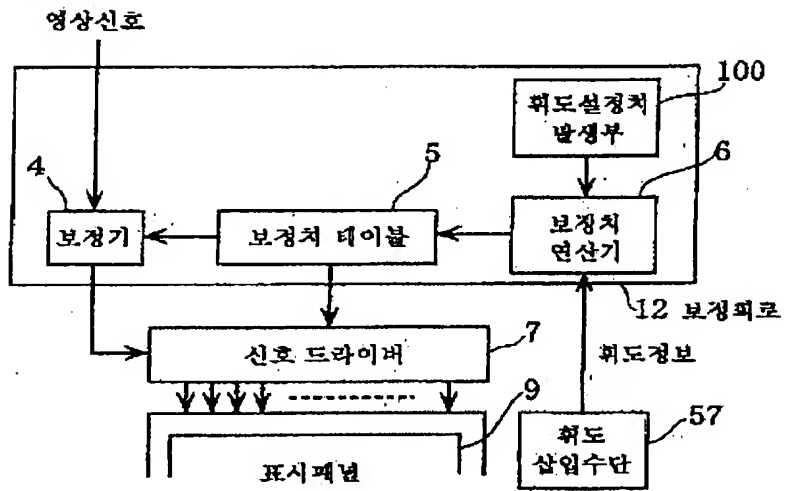 영상신호
100
휘도설정치
발생부
6
4
5
보정기
보정치 테이블
보정치
연산기
12 보정회로
신호 드라이버
7
휘도정보
9
57
표시패널
휘도
삽입수단